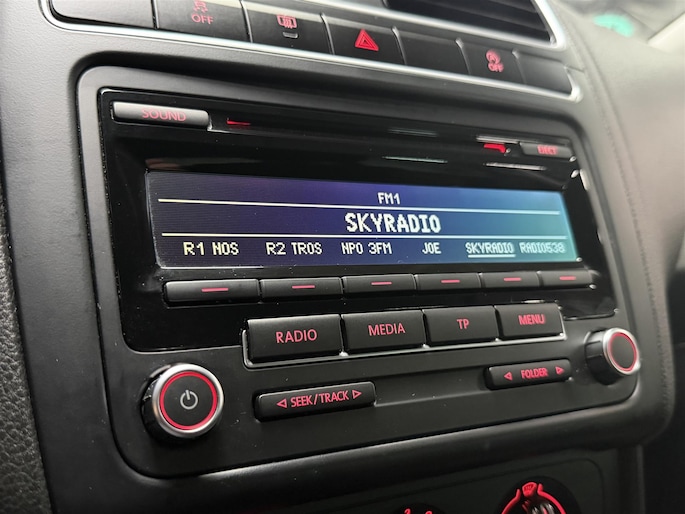 OFF
OFF
SOUND
EJECT
FM1
SKYRADIO
R1 NOS R2 TROS NPO 3FM JOE SKYRADIO RADIO538
RADIO MEDIA TP MENU
SEEK/TRACK FOLDER